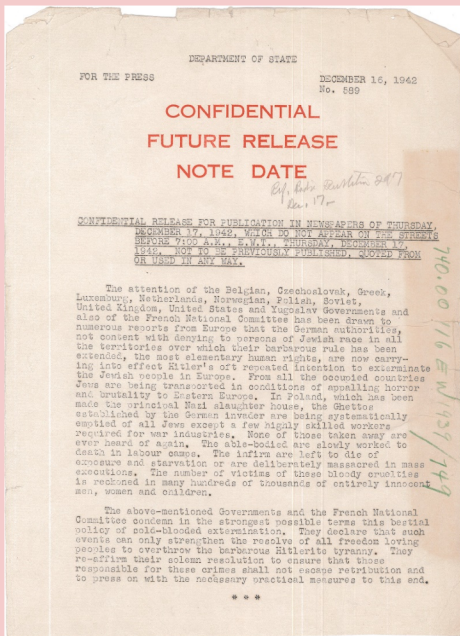 DEPARTMENT OF STATE
FOR THE PRESS
DECEMBER 16, 1942
No. 589
CONFIDENTIAL
FUTURE RELEASE
NOTE DATE
CONFIDENTIAL RELEASE FOR PUBLICATION IN NEWSPAPERS OF THURSDAY,
DECEMBER 17, 1942, WHICH DO NOT APPEAR ON THE STREETS
BEFORE 7:00 A.M., E.W.T., THURSDAY, DECEMBER 17,
1942. NOT TO BE PREVIOUSLY PUBLISHED, QUOTED FROM
OR USED IN ANY WAY.
The attention of the Belgian, Czechoslovak, Greek,
Luxemburg, Netherlands, Norwegian, Polish, Soviet,
United Kingdom, United States and Yugoslav Governments and
also of the French National Committee has been drawn to
numerous reports from Europe that the German authorities,
not content with denying to persons of Jewish race in all
the territories over which their barbarous rule has been
extended, the most elementary human rights, are now carry-
ing into effect Hitler's oft repeated intention to exterminate
the Jewish people in Europe. From all the occupied countries
Jews are being transported in conditions of appalling horror
and brutality to Eastern Europe. In Poland, which has been
made the principal Nazi slaughter house, the Ghettos
established by the German invader are being systematically
emptied of all Jews except a few highly skilled workers
required for war industries. None of those taken away are
ever heard of again. The able-bodied are slowly worked to
death in labour camps. The infirm are left to die of
exposure and starvation or are deliberately massacred in mass
executions. The number of victims of these bloody cruelties
is reckoned in many hundreds of thousands of entirely innocent
men, women and children.
The above-mentioned Governments and the French National
Committee condemn in the strongest possible terms this bestial
policy of cold-blooded extermination. They declare that such
events can only strengthen the resolve of all freedom loving
peoples to overthrow the barbarous Hitlerite tyranny. They
re-affirm their solemn resolution to ensure that those
responsible for these crimes shall not escape retribution and
to press on with the necessary practical measures to this end.
* * *